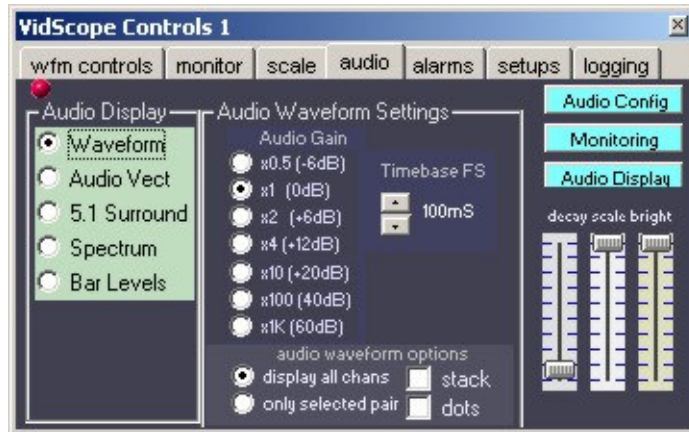 VidScope Controls 1
wfm controls monitor scale audio alarms setups logging
Audio Display
Waveform
Audio Vect
5.1 Surround
Spectrum
Bar Levels
Audio Waveform Settings
Audio Gain
x0.5 (-6dB)
x1 (0dB)
x2 (+6dB)
x4 (+12dB)
x10 (+20dB)
x100 (40dB)
x1K (60dB)
Timebase FS
100mS
audio waveform options
display all chans stack
only selected pair dots
Audio Config
Monitoring
Audio Display
decay scale bright